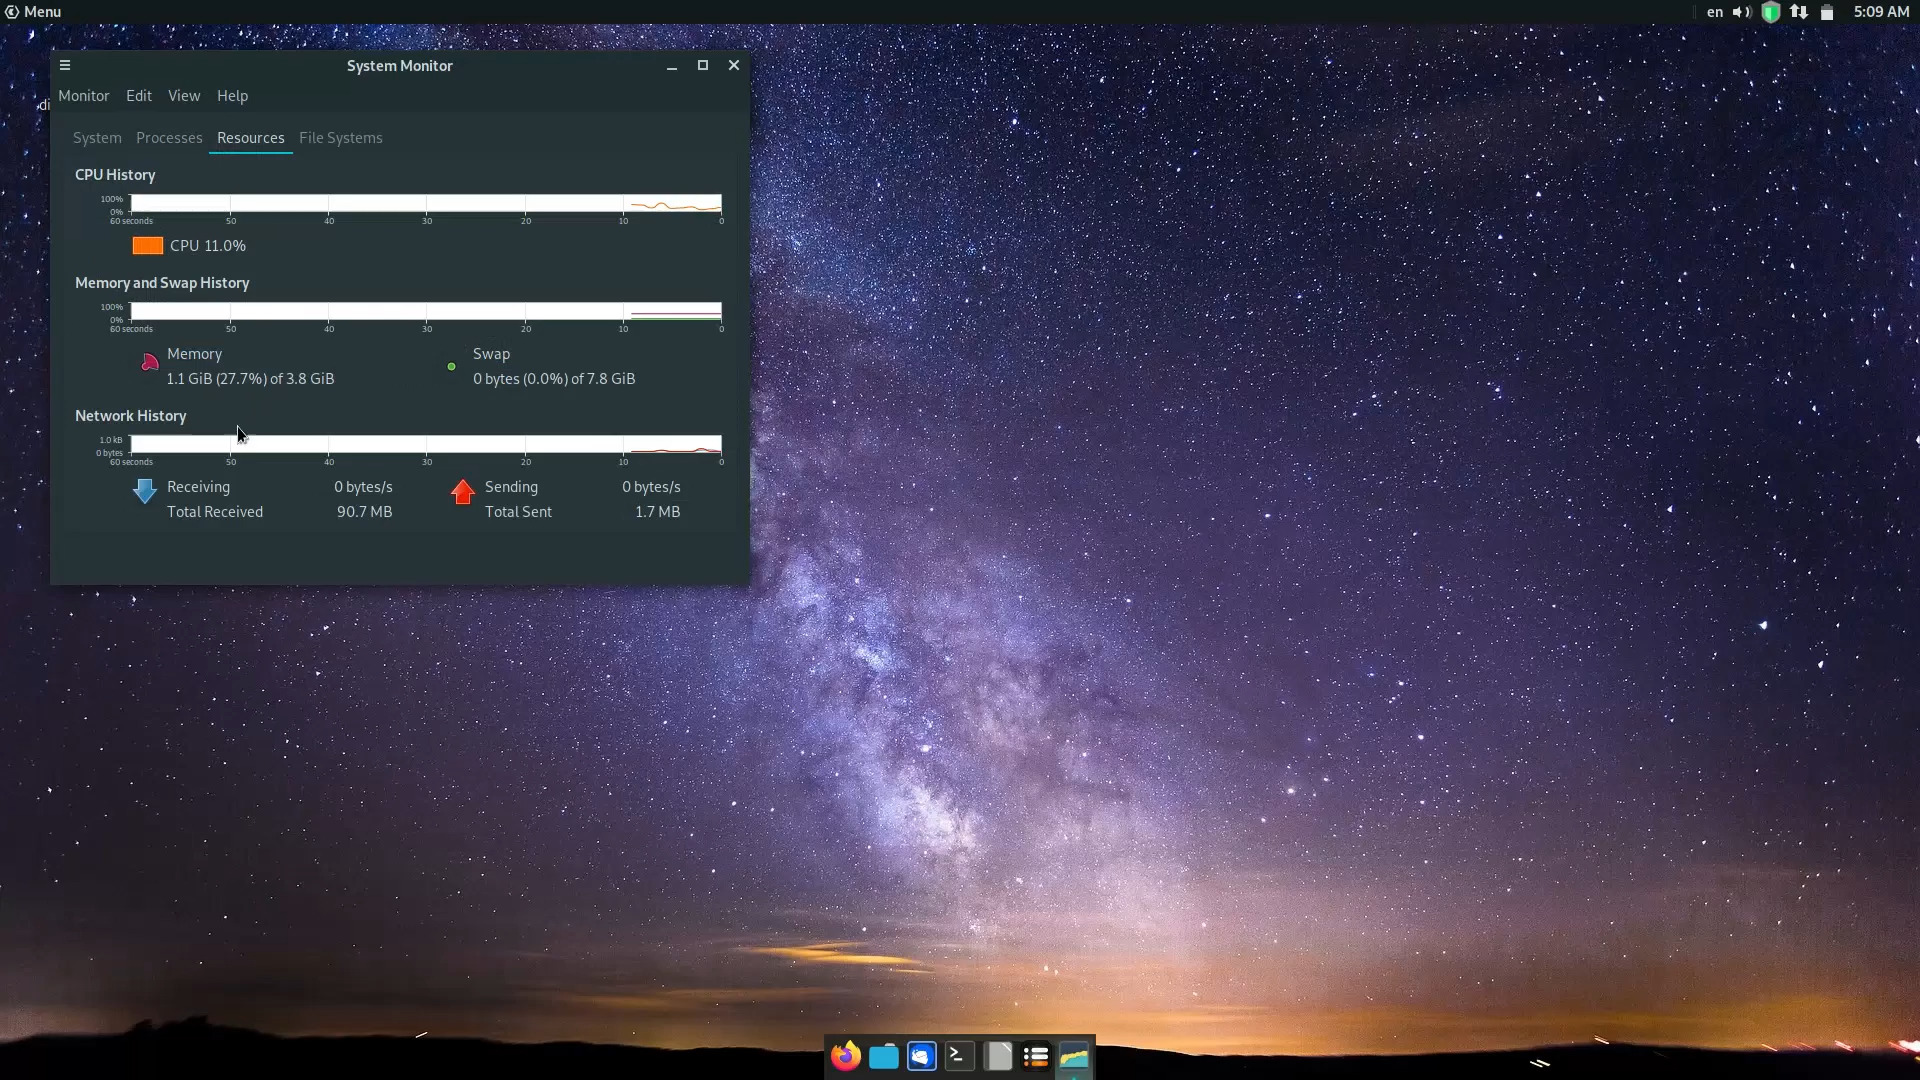 Menu
en
5:09 AM
System Monitor
Monitor Edit View Help
di
System Processes Resources File Systems
CPU History
100%
0%
60 seconds 50 40 30 20 10 0
CPU 11.0%
Memory and Swap History
100%
0%
60 seconds 50 40 30 20 10 0
Memory
1.1 GiB (27.7%) of 3.8 GiB
Swap
0 bytes (0.0%) of 7.8 GiB
Network History
1.0 kB
0 bytes
60 seconds 50 40 30 20 10 0
Receiving 0 bytes/s Sending 0 bytes/s
Total Received 90.7 MB Total Sent 1.7 MB